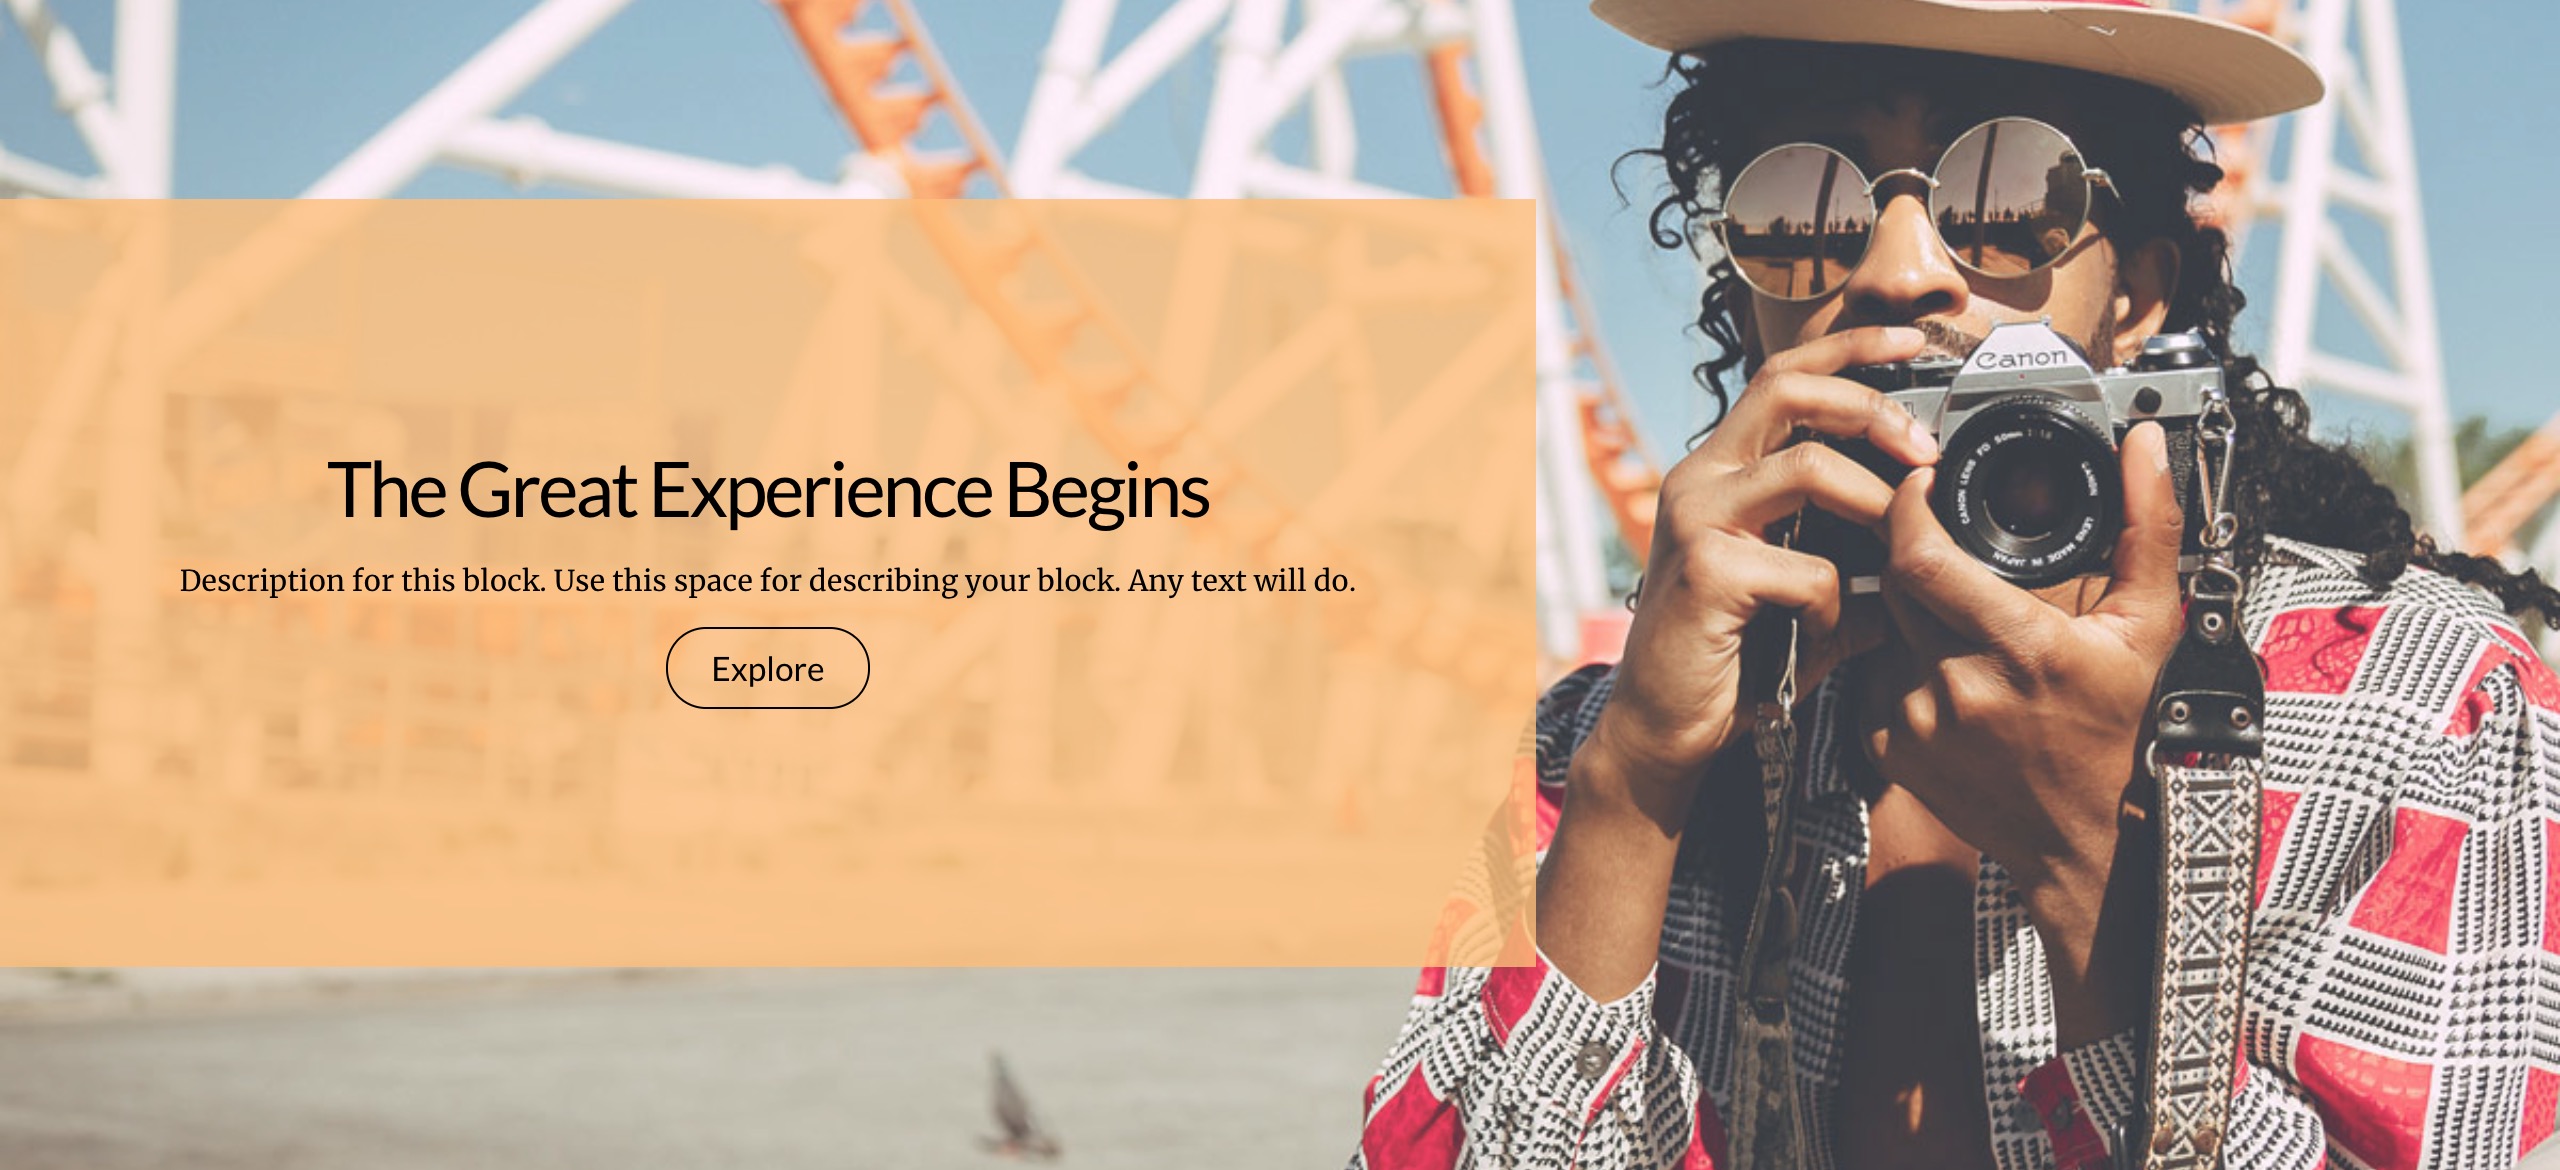 The Great Experience Begins
Description for this block. Use this space for describing your block. Any text will do.
Explore
Canon
CANON LENS FD 50mm 1:1.8
CANON LENS MADE IN JAPAN